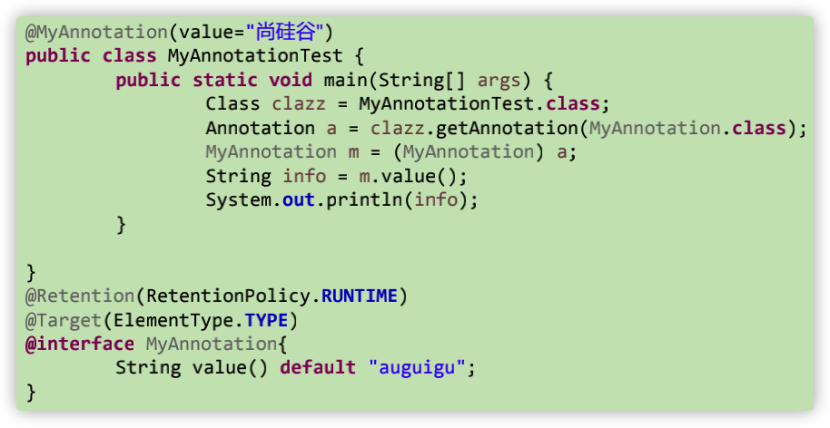 @MyAnnotation(value="尚硅谷")
public class MyAnnotationTest {
public static void main(String[] args) {
Class clazz = MyAnnotationTest.class;
Annotation a = clazz.getAnnotation(MyAnnotation.class);
MyAnnotation m = (MyAnnotation) a;
String info = m.value();
System.out.println(info);
}
}
@Retention(RetentionPolicy.RUNTIME)
@Target(ElementType.TYPE)
@interface MyAnnotation{
String value() default "auguigu";
}